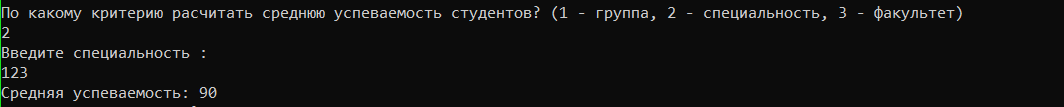 По какому критерию расчитать среднюю успеваемость студентов? (1 - группа, 2 - специальность, 3 - факультет)
2
Введите специальность :
123
Средняя успеваемость: 90